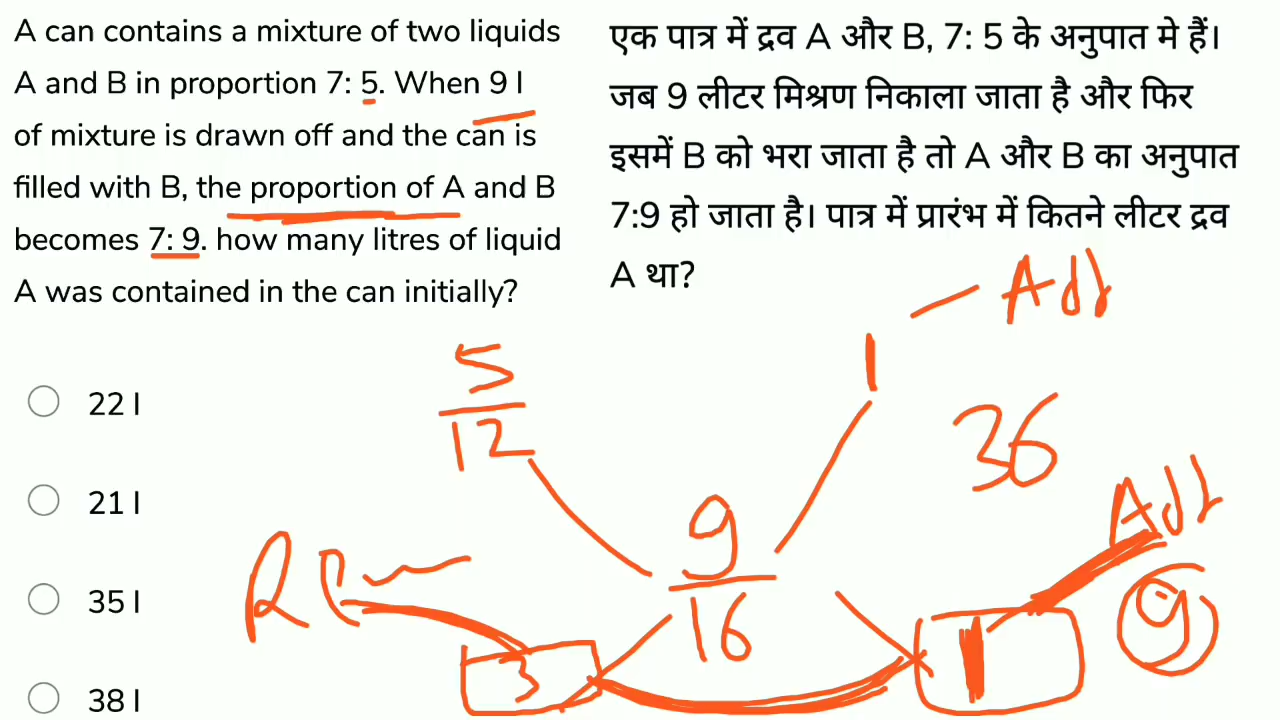 A can contains a mixture of two liquids
A and B in proportion 7: 5. When 9 l
of mixture is drawn off and the can is
filled with B, the proportion of A and B
becomes 7: 9. how many litres of liquid
A was contained in the can initially?
एक पात्र में द्रव A और B, 7: 5 के अनुपात मे हैं।
जब 9 लीटर मिश्रण निकाला जाता है और फिर
इसमें B को भरा जाता है तो A और B का अनुपात
7:9 हो जाता है। पात्र में प्रारंभ में कितने लीटर द्रव
A था?
22 l
21 l
35 l
38 l
5
12
1
Add
36
9
16
3
1
Add
9